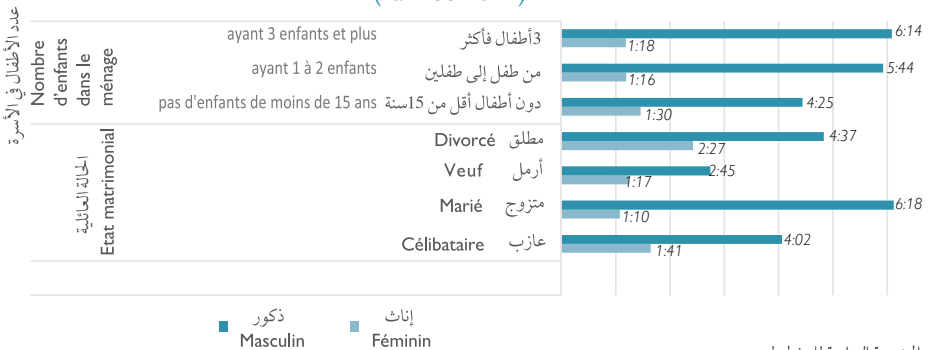 عدد الأطفال في الأسرة
Nombre
d'enfants
dans le
ménage
ayant 3 enfants et plus 3أطفال فأكثر 6:14
1:18
ayant 1 à 2 enfants من طفل إلى طفلين 5:44
1:16
pas d'enfants de moins de 15 ans دون أطفال أقل من 15سنة 4:25
1:30
الحالة العائلية
Etat matrimonial
Divorcé مطلق 4:37
2:27
Veuf أرمل 2:45
1:17
Marié متزوج 6:18
1:10
Célibataire عازب 4:02
1:41
ذكور إناث
Masculin Féminin